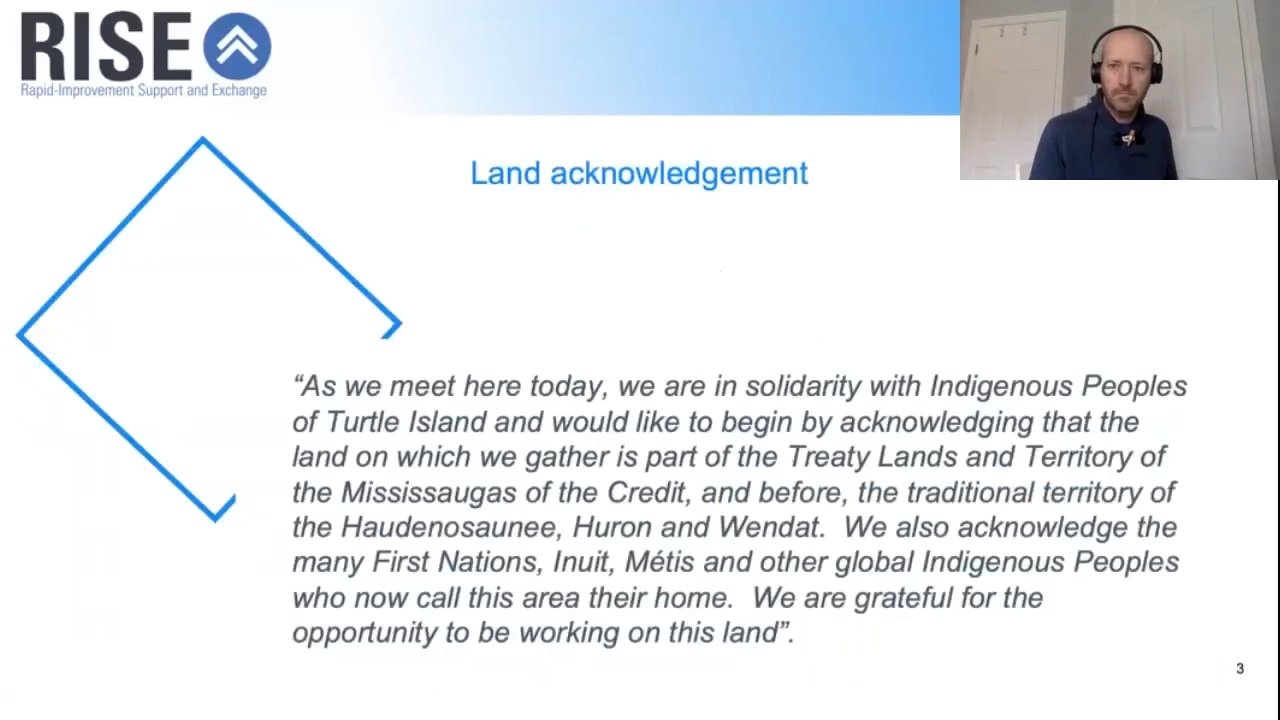 RISE
Rapid-Improvement Support and Exchange
Land acknowledgement
“As we meet here today, we are in solidarity with Indigenous Peoples
of Turtle Island and would like to begin by acknowledging that the
land on which we gather is part of the Treaty Lands and Territory of
the Mississaugas of the Credit, and before, the traditional territory of
the Haudenosaunee, Huron and Wendat.  We also acknowledge the
many First Nations, Inuit, Métis and other global Indigenous Peoples
who now call this area their home.  We are grateful for the
opportunity to be working on this land”.
3